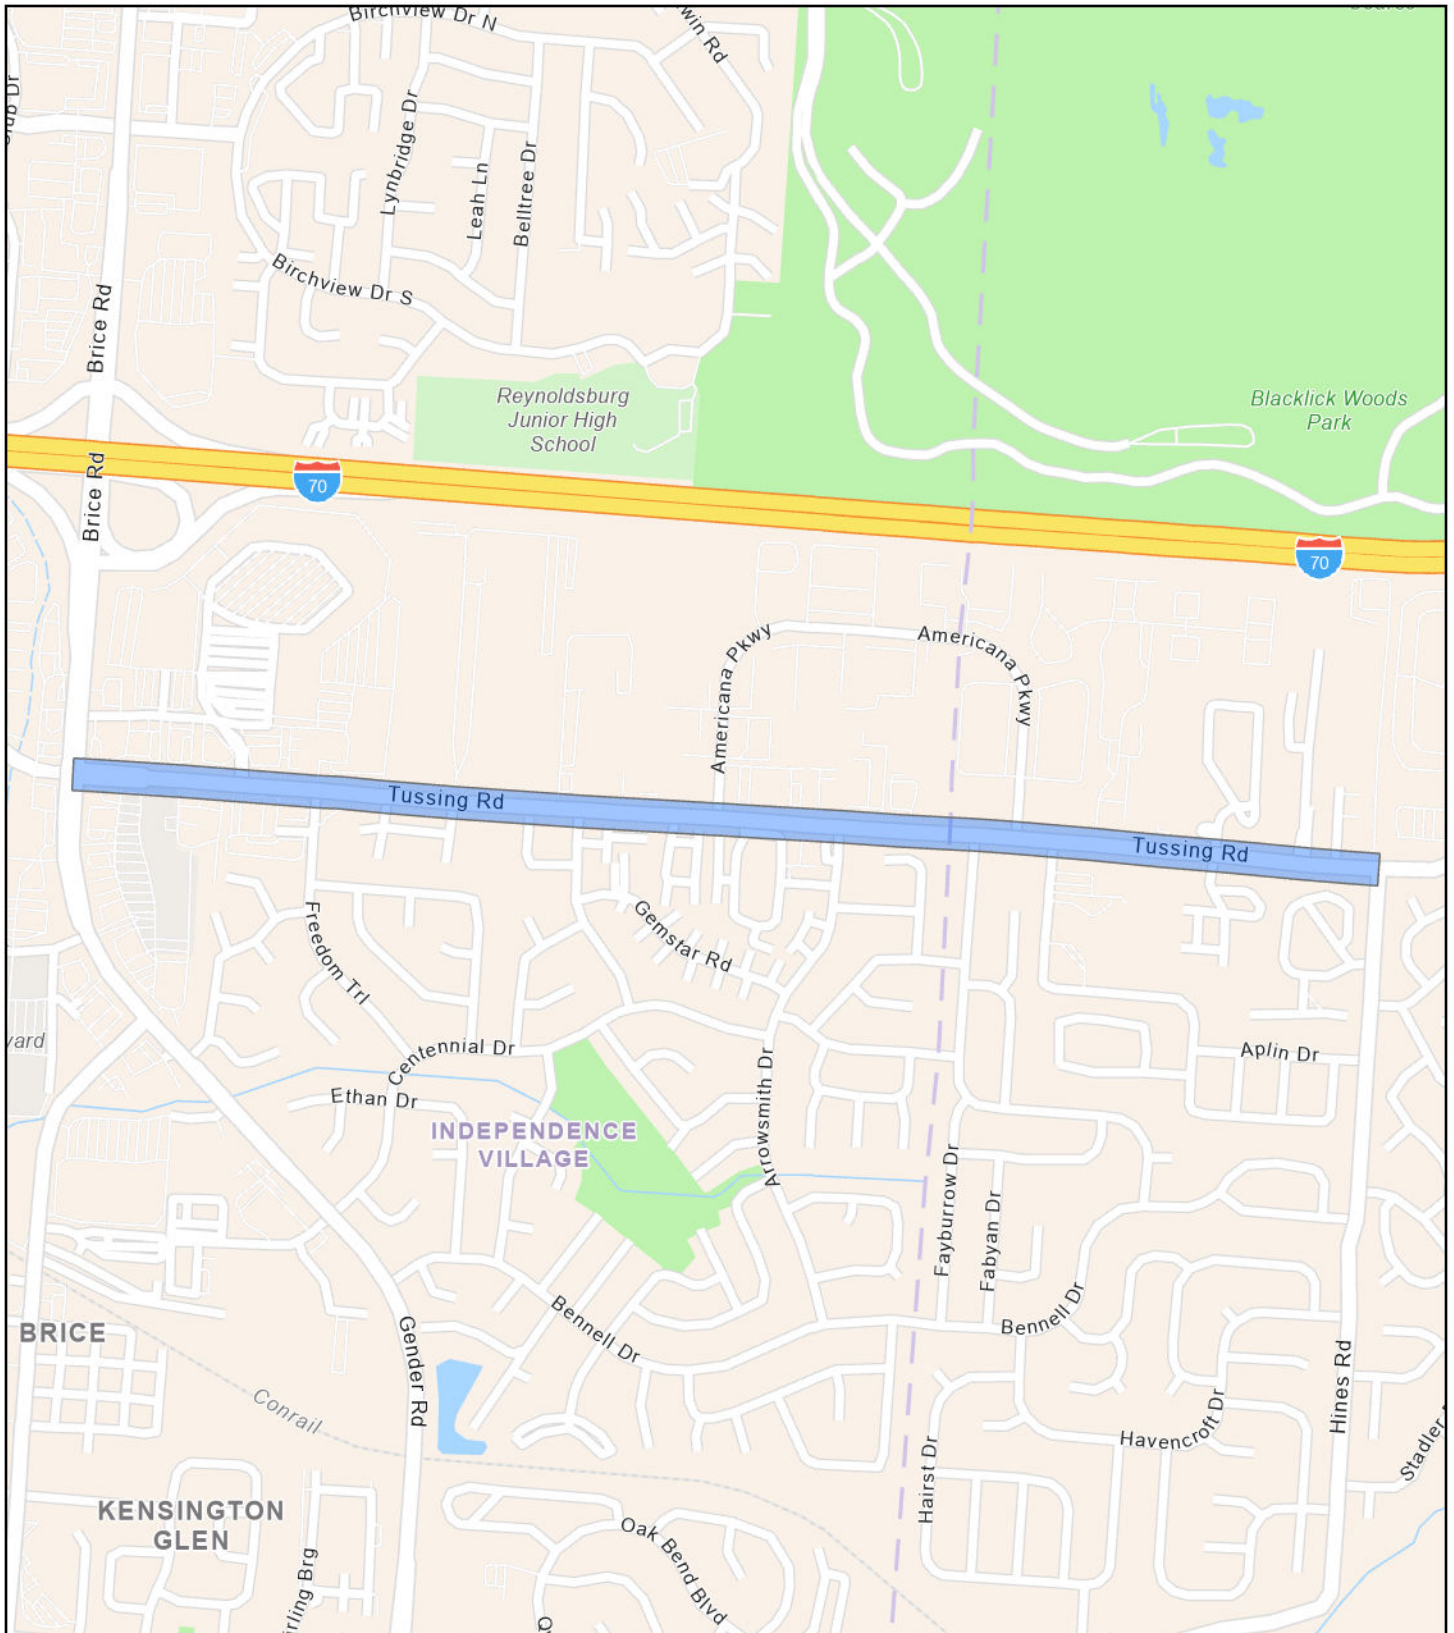 Birchview Dr N
Lynbridge Dr
Leah Ln
Belltree Dr
Brice Rd
Birchview Dr S
Reynoldsburg
Junior High
School
Blacklick Woods
Park
Brice Rd
70
70
Americana Pkwy
Americana Pkwy
Tussing Rd
Tussing Rd
Gemstar Rd
Freedom Trl
Centennial Dr
Aplin Dr
Ethan Dr
Arrowsmith Dr
INDEPENDENCE
VILLAGE
Fayburrow Dr
Fabyan Dr
Bennell Dr
Bennell Dr
BRICE
Gender Rd
Hines Rd
Conrail
Havencroft Dr
Hairst Dr
Stadler
KENSINGTON
GLEN
Oak Bend Blvd